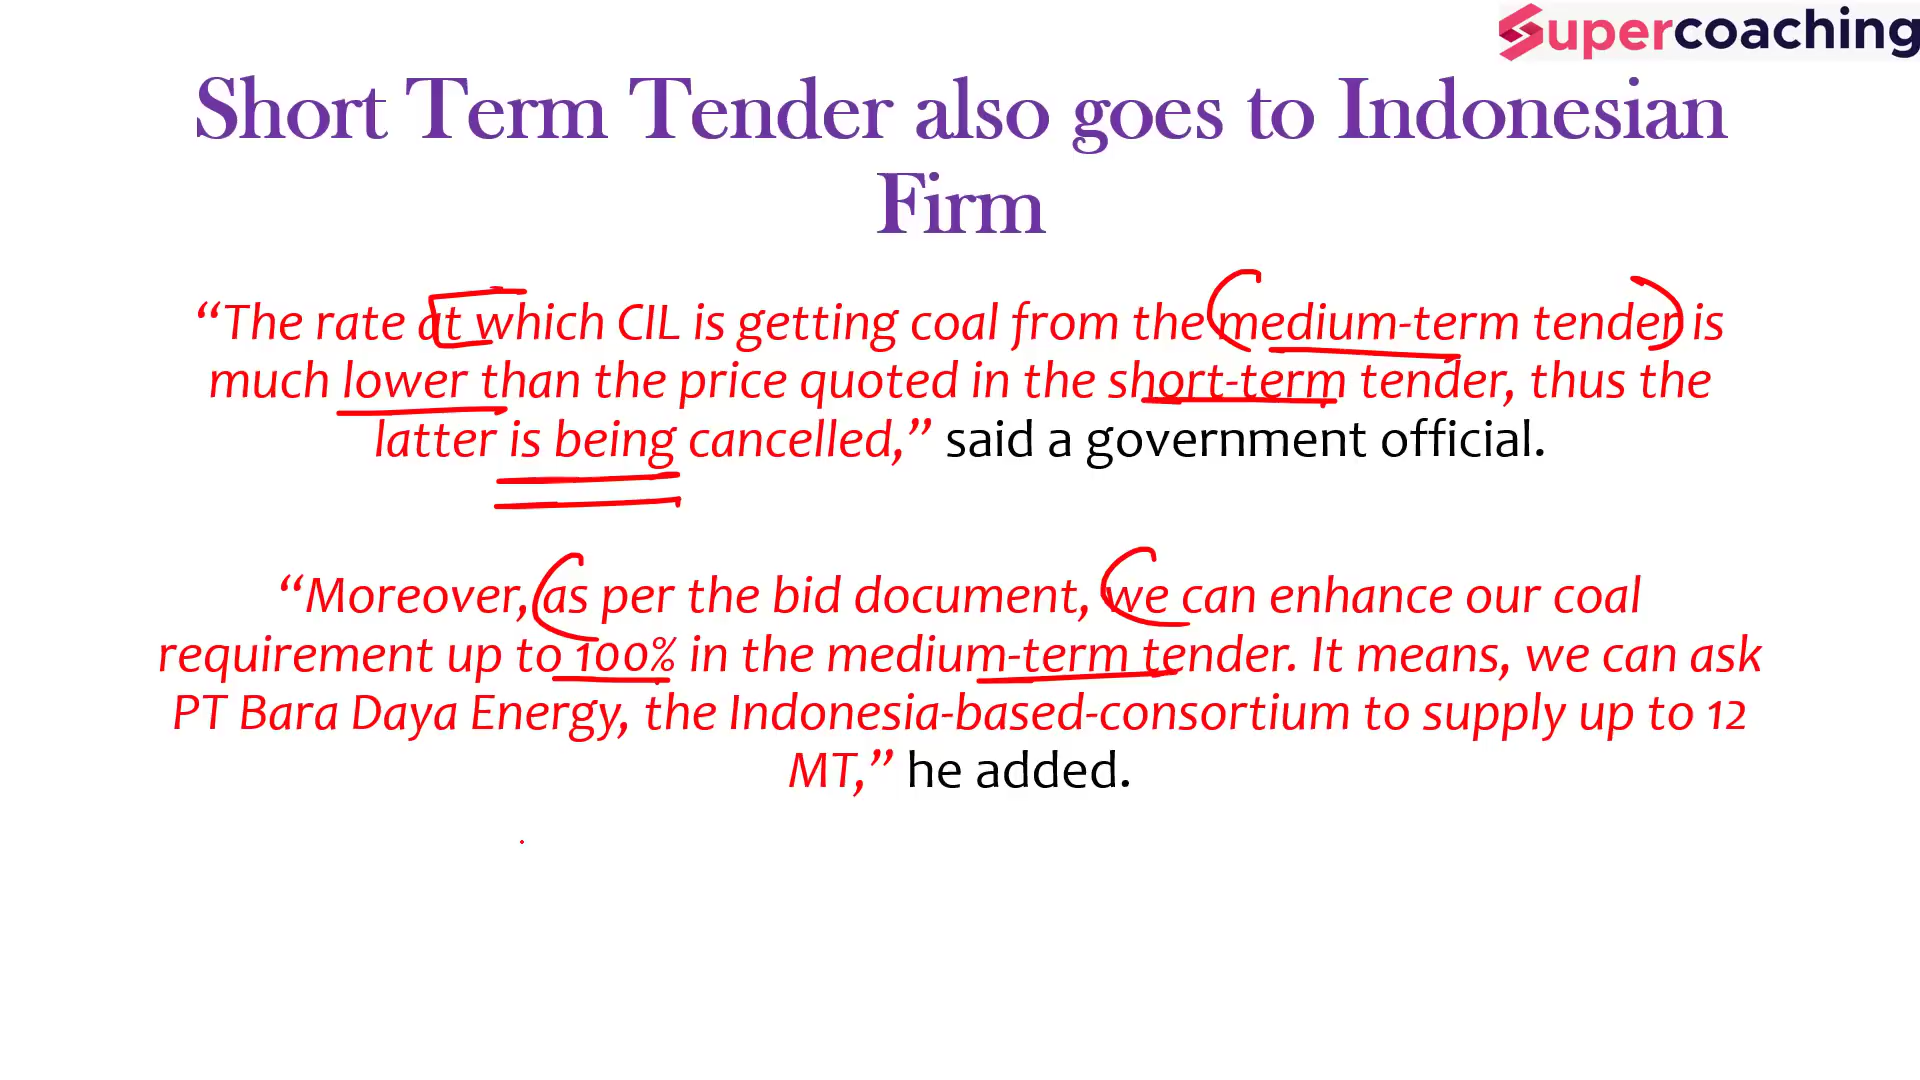 Supercoaching
Short Term Tender also goes to Indonesian
Firm
“The rate at which CIL is getting coal from the medium-term tender is
much lower than the price quoted in the short-term tender, thus the
latter is being cancelled,” said a government official.
“Moreover, as per the bid document, we can enhance our coal
requirement up to 100% in the medium-term tender. It means, we can ask
PT Bara Daya Energy, the Indonesia-based-consortium to supply up to 12
MT,” he added.